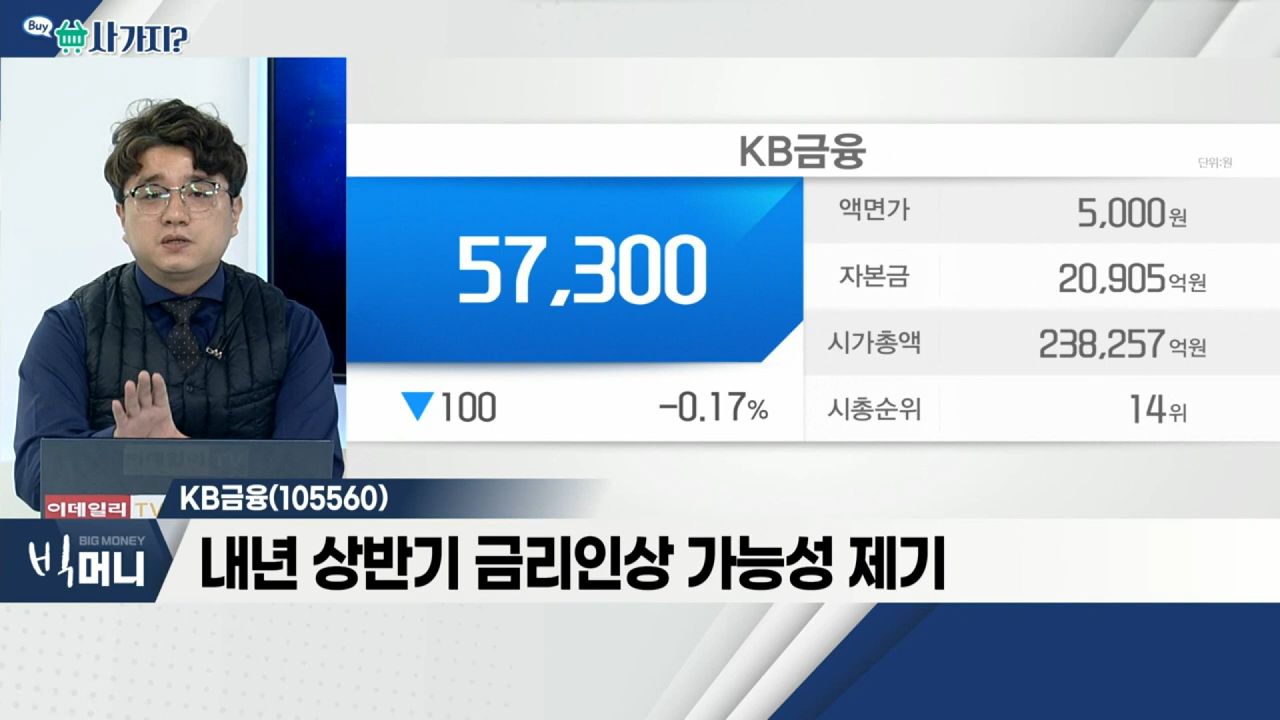 Buy
사가지?
KB금융
단위:원
57,300
▼100 -0.17%
액면가 5,000원
자본금 20,905억원
시가총액 238,257억원
시총순위 14위
이데일리TV
KB금융(105560)
BIG MONEY
빅머니
내년 상반기 금리인상 가능성 제기